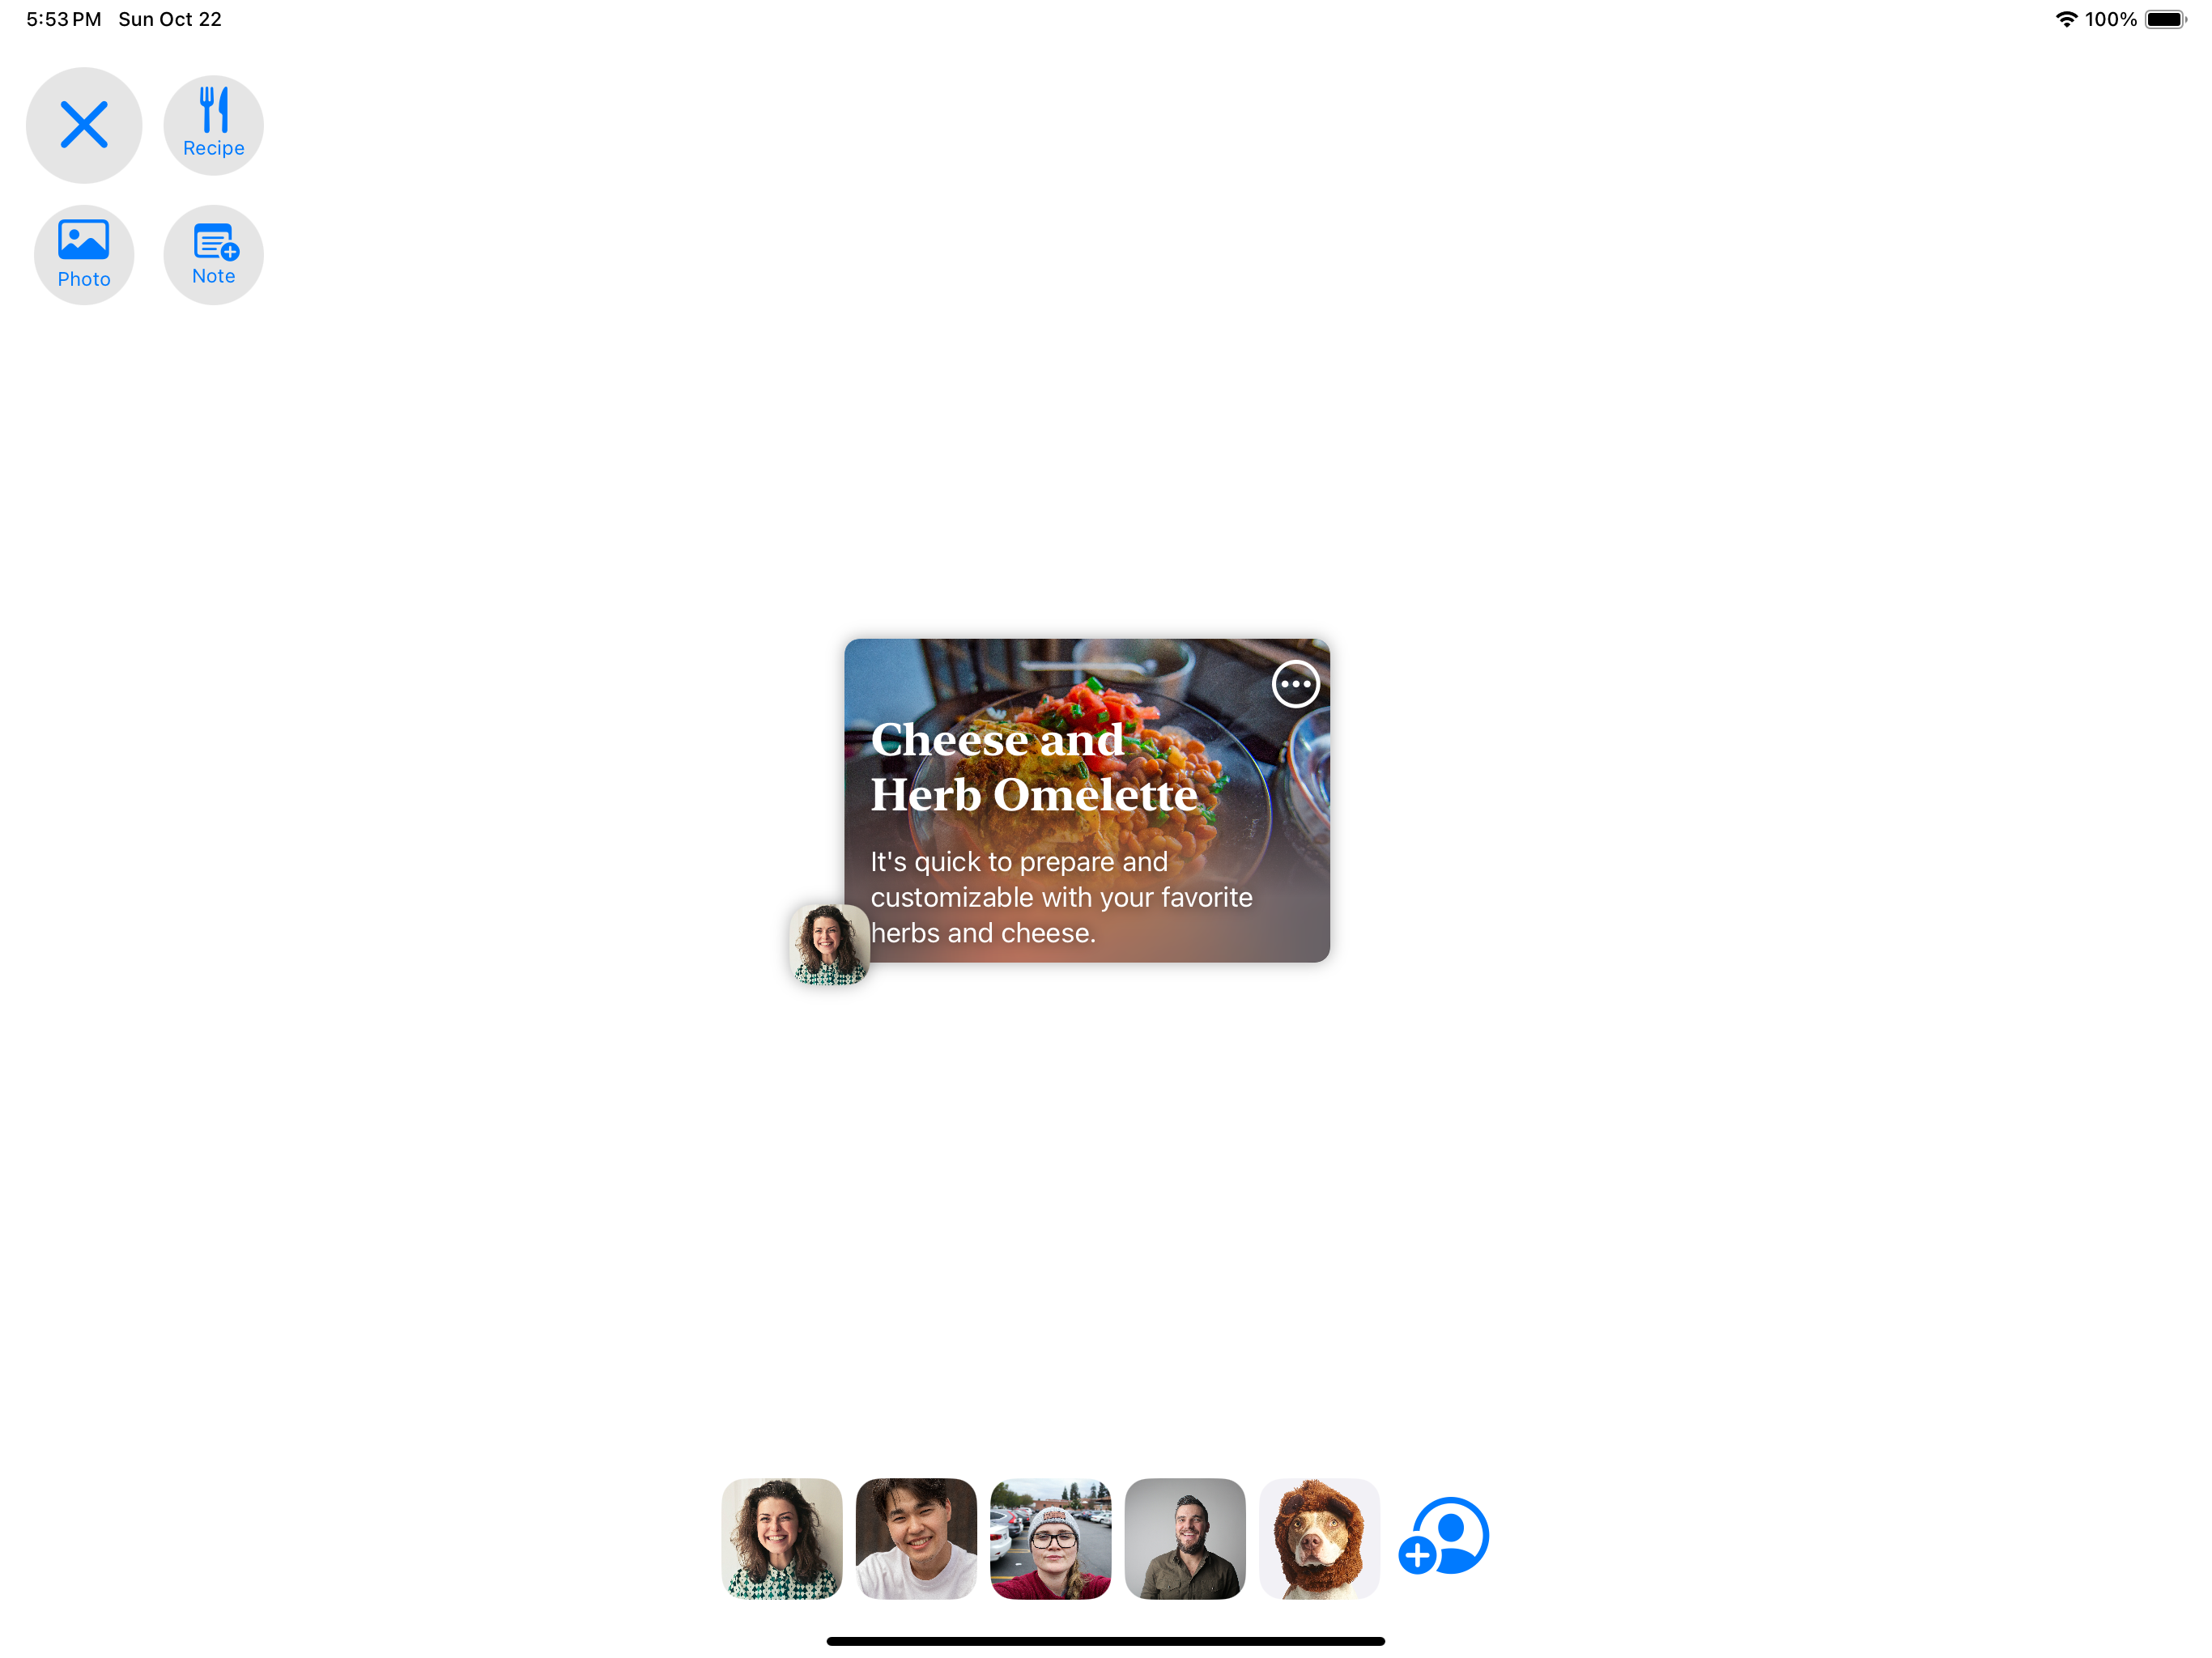 5:53 PM Sun Oct 22
100%
Recipe
Photo
Note
Cheese and
Herb Omelette
It's quick to prepare and
customizable with your favorite
herbs and cheese.